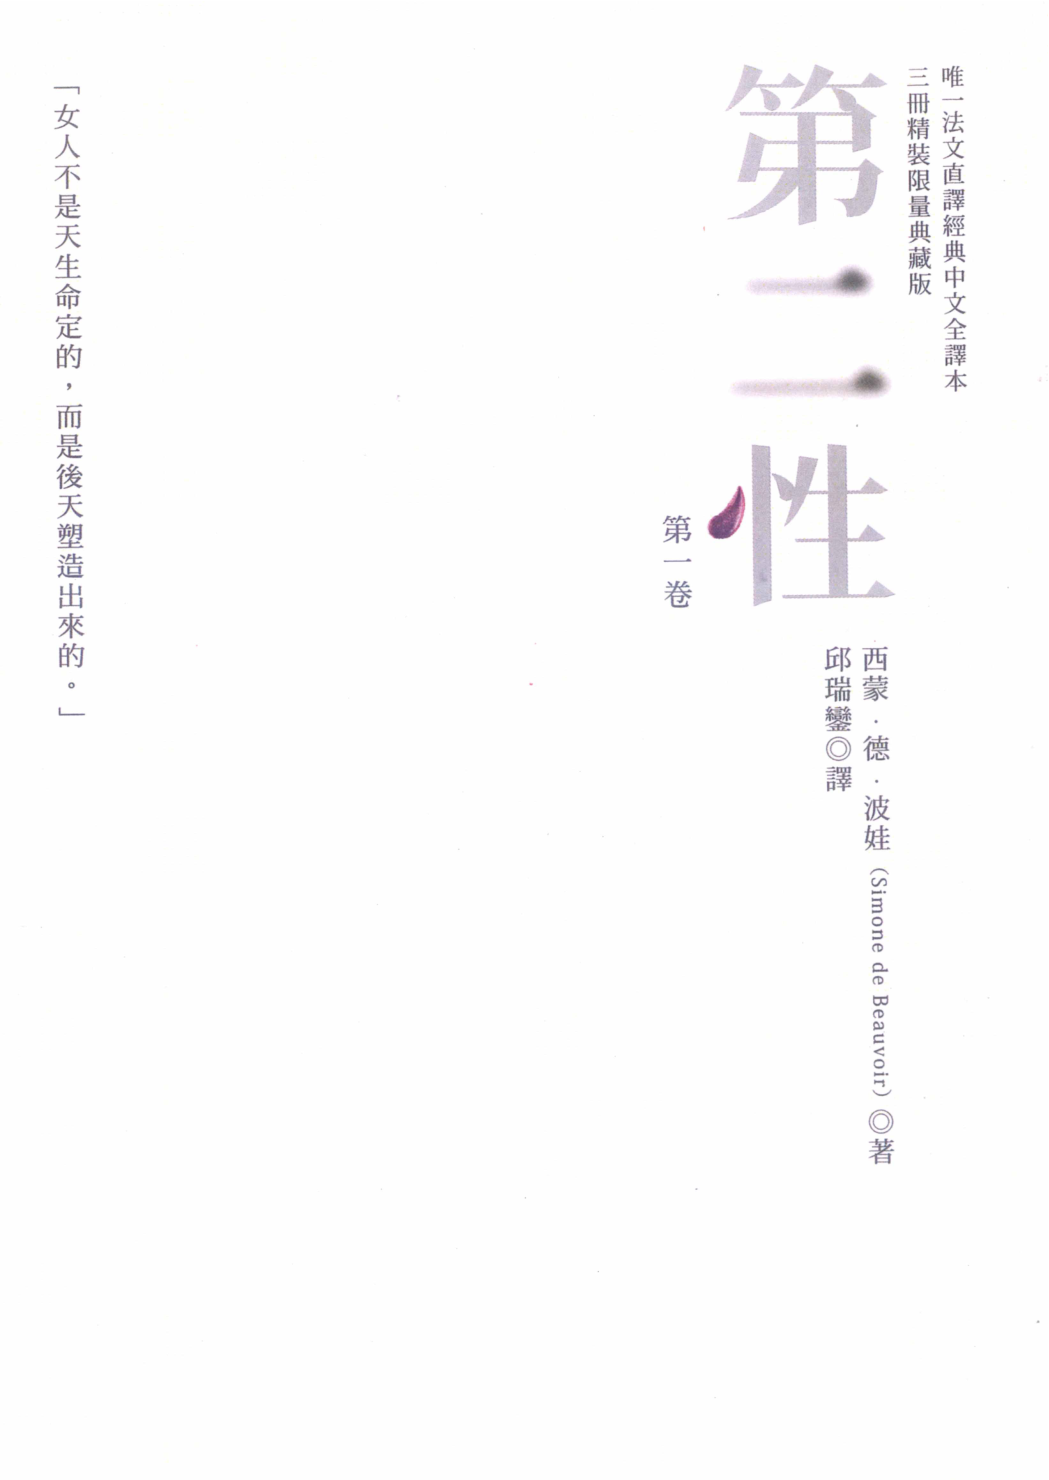 唯一法文直譯經典中文全譯本
三冊精裝限量典藏版
第二性
第一卷
西蒙．德．波娃（Simone de Beauvoir）◎著
邱瑞鑾◎譯
「女人不是天生命定的，而是後天塑造出來的。」